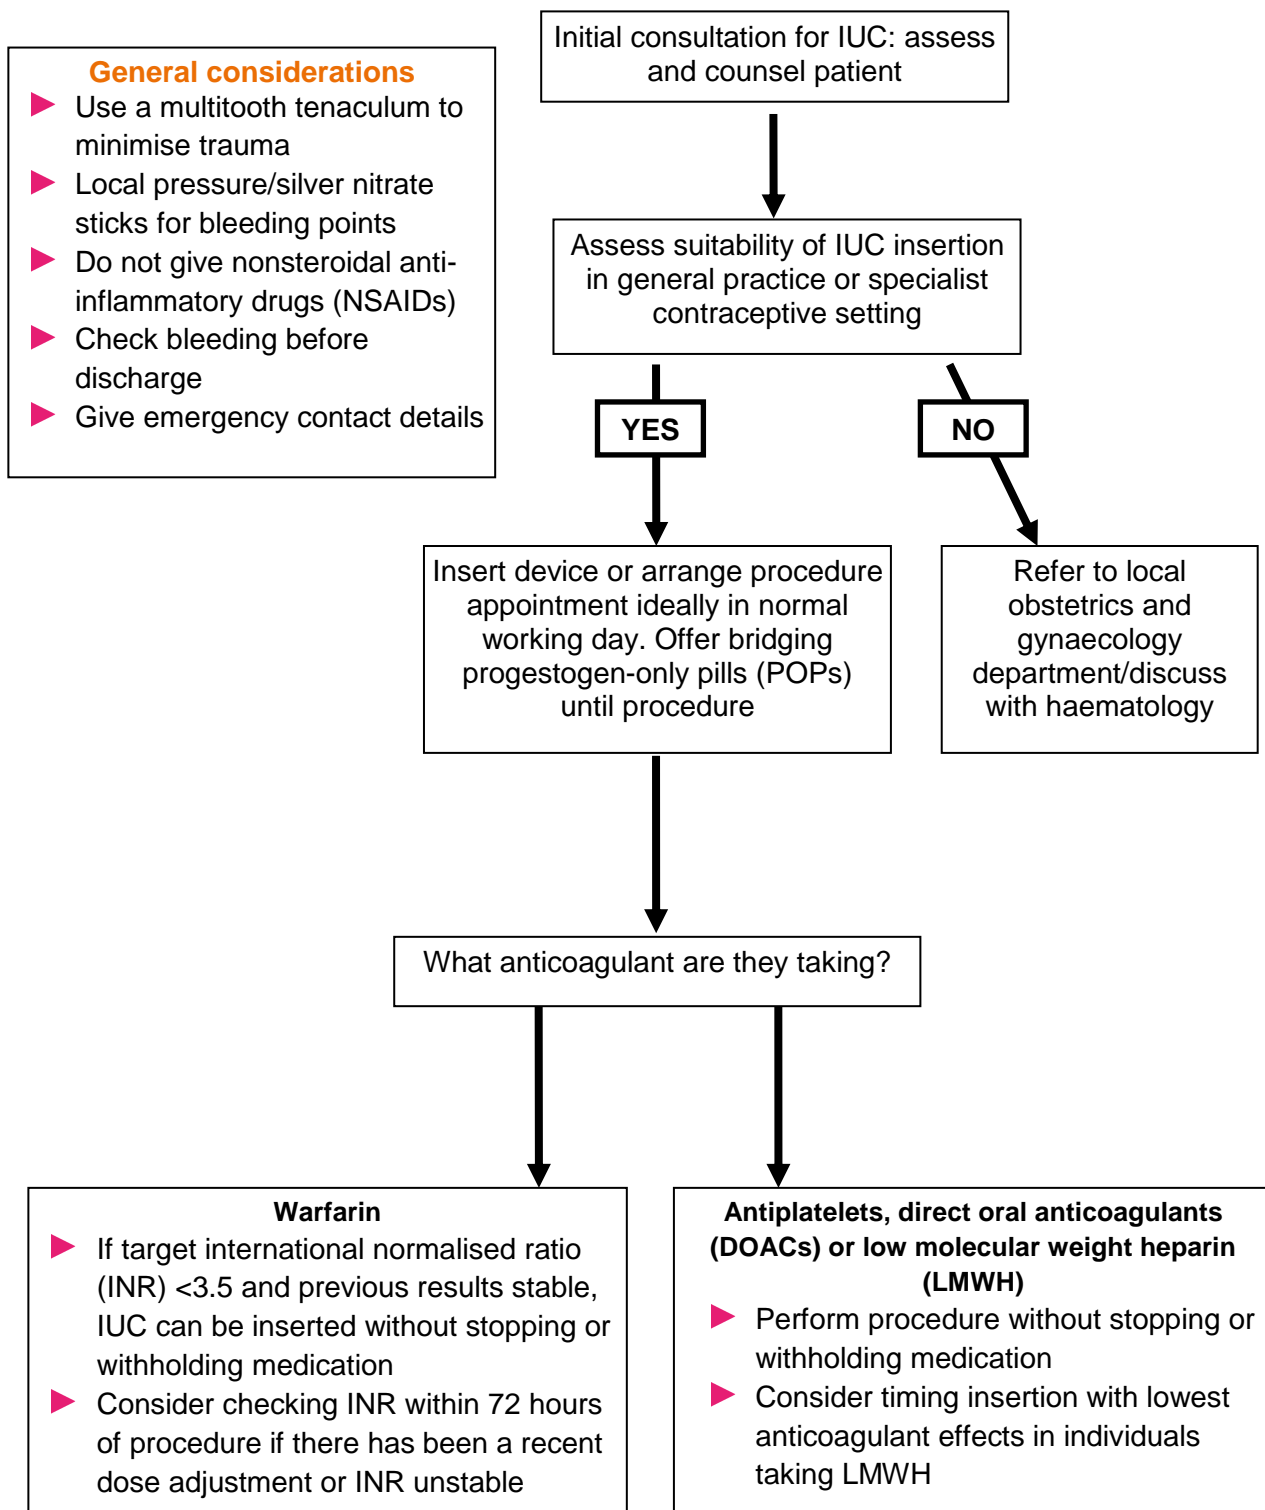 Initial consultation for IUC: assess
and counsel patient
General considerations
Use a multitooth tenaculum to
minimise trauma
Local pressure/silver nitrate
sticks for bleeding points
Do not give nonsteroidal anti-
inflammatory drugs (NSAIDs)
Check bleeding before
discharge
Give emergency contact details
Assess suitability of IUC insertion
in general practice or specialist
contraceptive setting
YES
NO
Insert device or arrange procedure
appointment ideally in normal
working day. Offer bridging
progestogen-only pills (POPs)
until procedure
Refer to local
obstetrics and
gynaecology
department/discuss
with haematology
What anticoagulant are they taking?
Warfarin
If target international normalised ratio
(INR) <3.5 and previous results stable,
IUC can be inserted without stopping or
withholding medication
Consider checking INR within 72 hours
of procedure if there has been a recent
dose adjustment or INR unstable
Antiplatelets, direct oral anticoagulants
(DOACs) or low molecular weight heparin
(LMWH)
Perform procedure without stopping or
withholding medication
Consider timing insertion with lowest
anticoagulant effects in individuals
taking LMWH